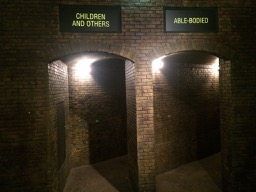 CHILDREN
AND OTHERS
ABLE-BODIED